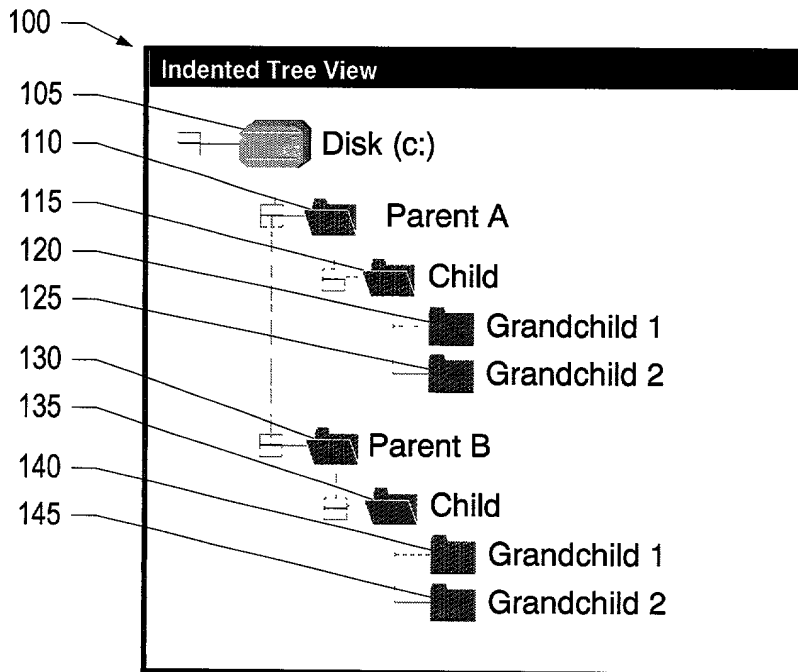 100
Indented Tree View
105
Disk (c:)
110
Parent A
115
Child
120
Grandchild 1
125
Grandchild 2
130
Parent B
135
Child
140
Grandchild 1
145
Grandchild 2